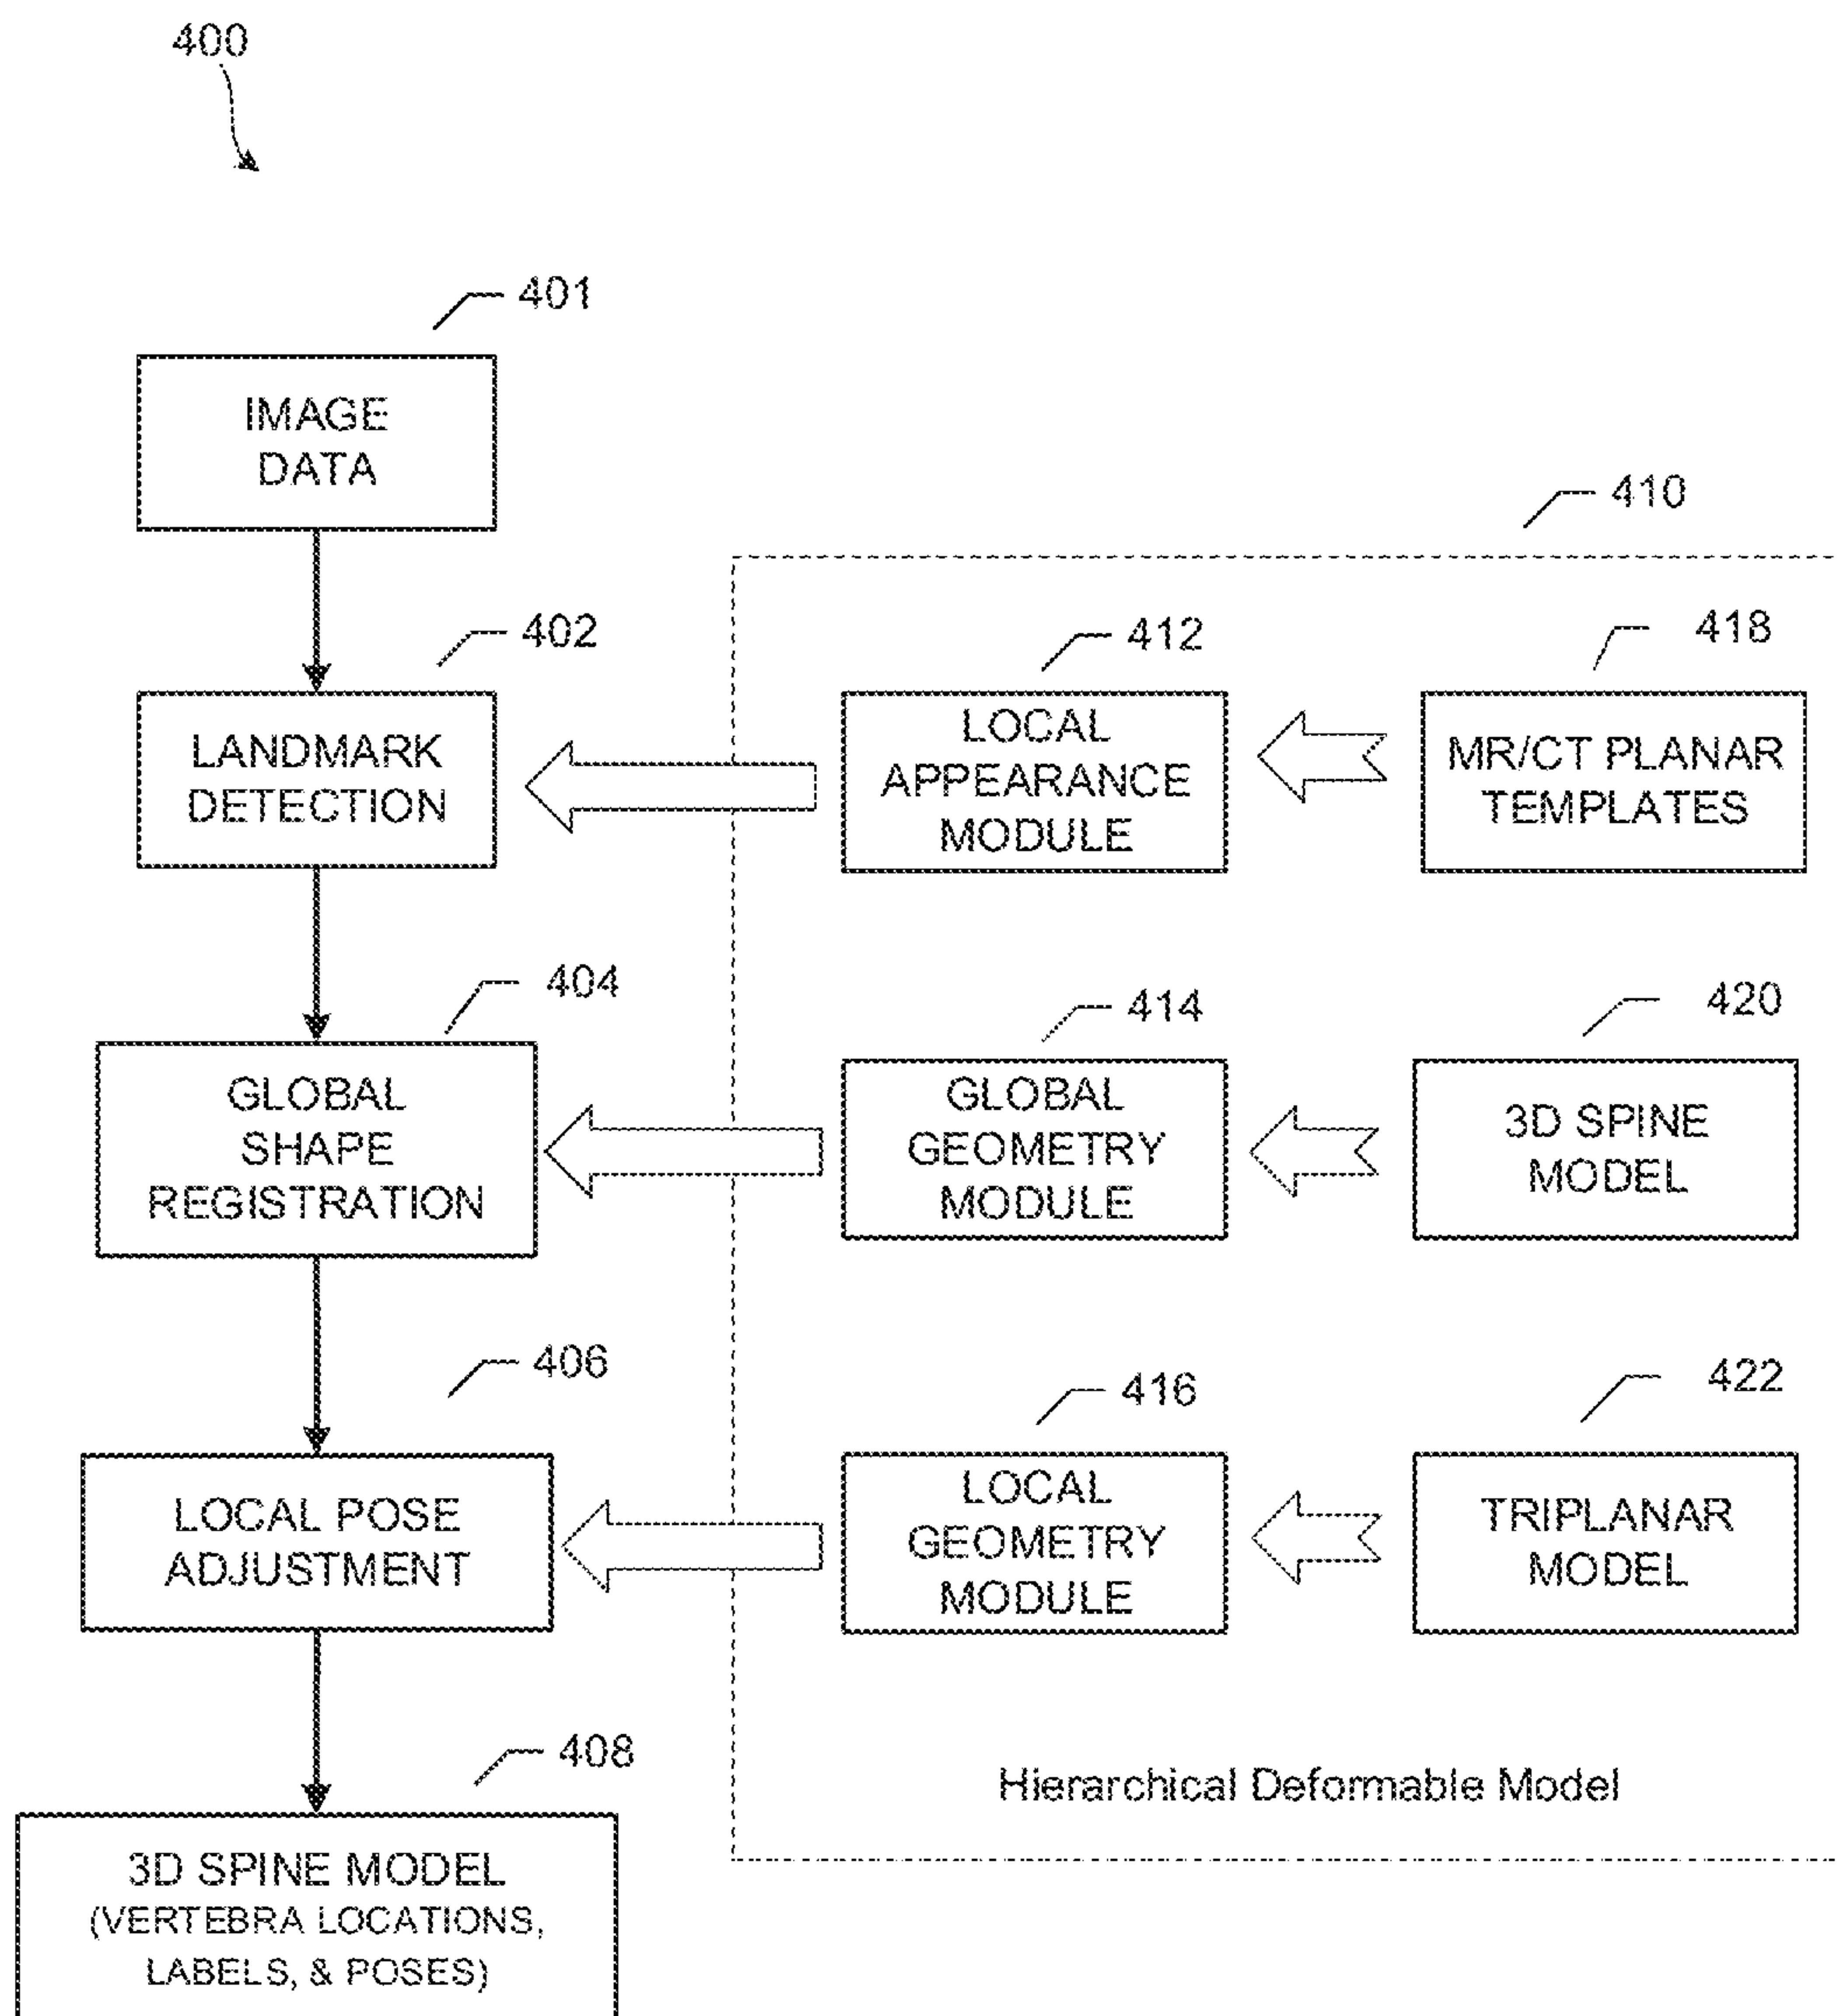 400
401
IMAGE
DATA
410
402
412
418
LANDMARK
DETECTION
LOCAL
APPEARANCE
MODULE
MR/CT PLANAR
TEMPLATES
404
414
420
GLOBAL
SHAPE
REGISTRATION
GLOBAL
GEOMETRY
MODULE
3D SPINE
MODEL
406
416
422
LOCAL POSE
ADJUSTMENT
LOCAL
GEOMETRY
MODULE
TRIPLANAR
MODEL
408
Hierarchical Deformable Model
3D SPINE MODEL
(VERTEBRA LOCATIONS,
LABELS, & POSES)